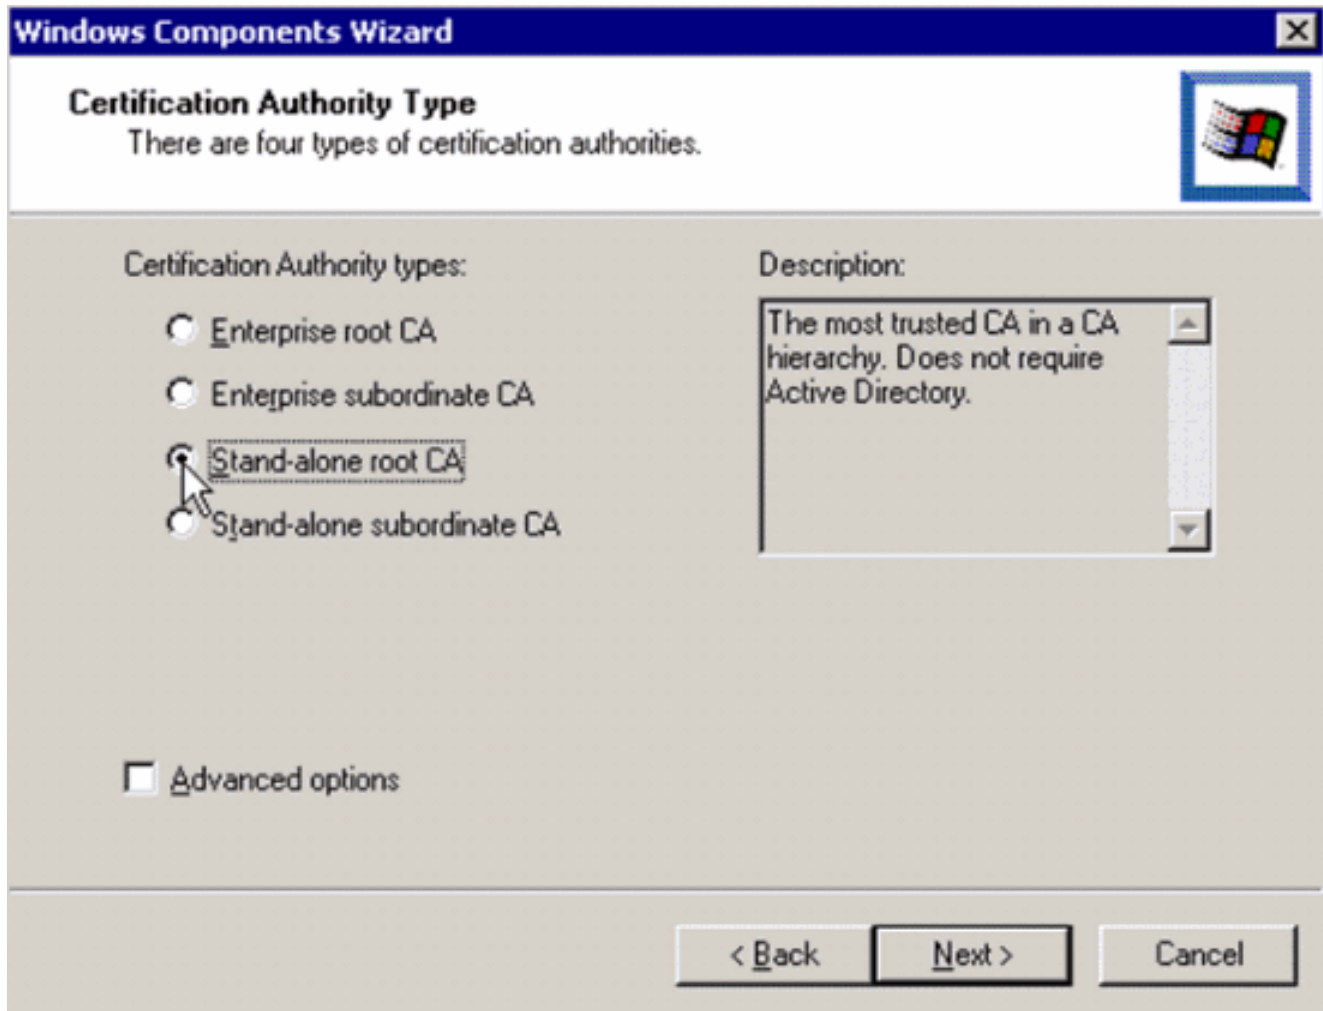 Windows Components Wizard
Certification Authority Type
There are four types of certification authorities.
Certification Authority types:
Enterprise root CA
Enterprise subordinate CA
Stand-alone root CA
Stand-alone subordinate CA
Description:
The most trusted CA in a CA
hierarchy. Does not require
Active Directory.
Advanced options
< Back
Next >
Cancel